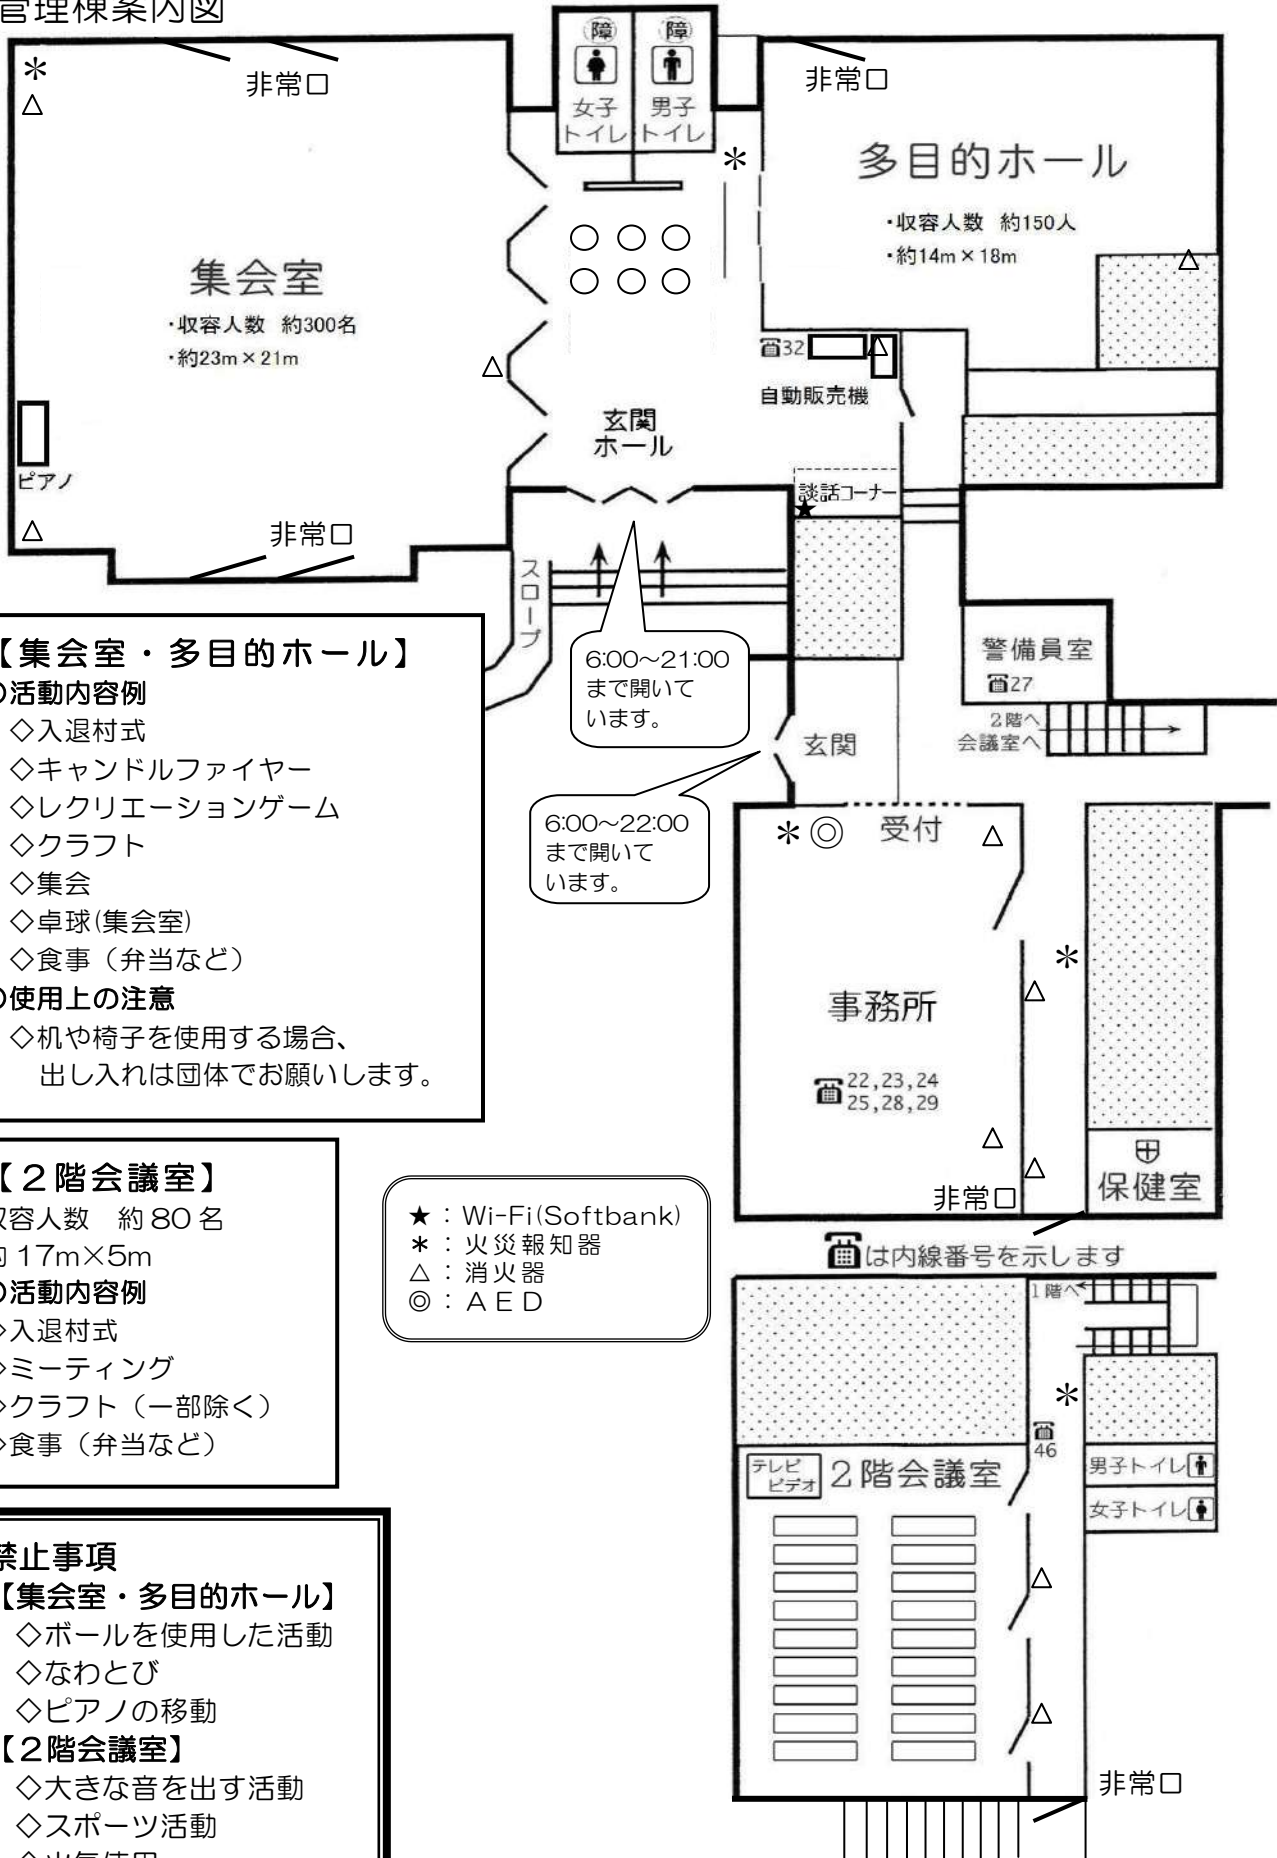 管理棟案内図
非常口
障
障
女子
トイレ
男子
トイレ
非常口
＊
△
＊
多目的ホール
・収容人数 約150人
・約14m×18m
△
集会室
・収容人数 約300名
・約23m×21m
△
☎32
△
自動販売機
玄関
ホール
ピアノ
談話コーナー
★
△
非常口
スロープ
6:00～21:00
まで開いて
います。
警備員室
☎27
2階へ
会議室へ
玄関
6:00～22:00
まで開いて
います。
＊ ◎ 受付 △
＊
△
事務所
☎22,23,24
25,28,29
△
△
非常口
保健室
☎は内線番号を示します
【集会室・多目的ホール】
活動内容例
◇入退村式
◇キャンドルファイヤー
◇レクリエーションゲーム
◇クラフト
◇集会
◇卓球(集会室)
◇食事（弁当など）
使用上の注意
◇机や椅子を使用する場合、
出し入れは団体でお願いします。
【２階会議室】
収容人数 約80名
約17m×5m
活動内容例
◇入退村式
◇ミーティング
◇クラフト（一部除く）
◇食事（弁当など）
★：Wi-Fi(Softbank)
＊：火災報知器
△：消火器
◎：ＡＥＤ
1階へ
＊
☎
46
テレビ
ビデオ
２階会議室
男子トイレ
女子トイレ
△
△
非常口
禁止事項
【集会室・多目的ホール】
◇ボールを使用した活動
◇なわとび
◇ピアノの移動
【２階会議室】
◇大きな音を出す活動
◇スポーツ活動